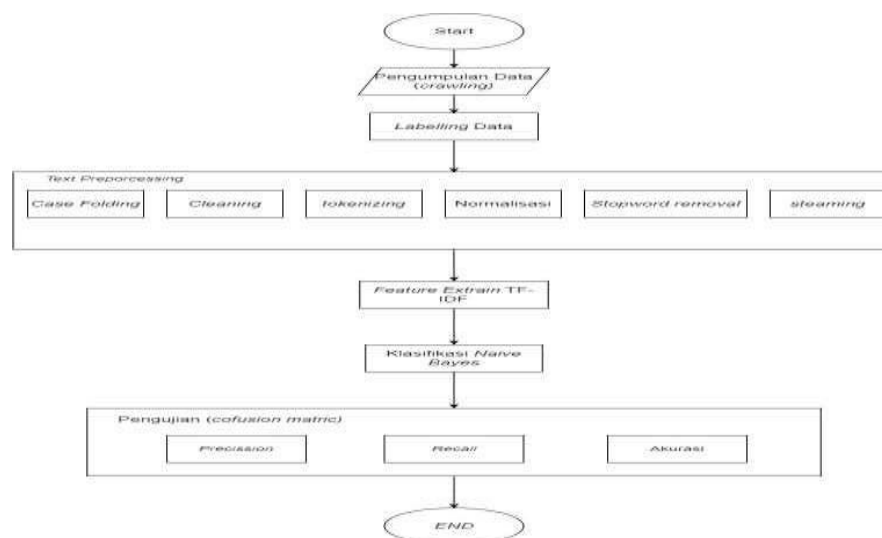 Start
Pengumpulan Data
(crawling)
Labelling Data
Text Preporcessing
Case Folding
Cleaning
tokenizing
Normalisasi
Stopword removal
steaming
Feature Extrain TF-
IDF
Klasifikasi Naive
Bayes
Pengujian (cofusion matric)
Precission
Recall
Akurasi
END